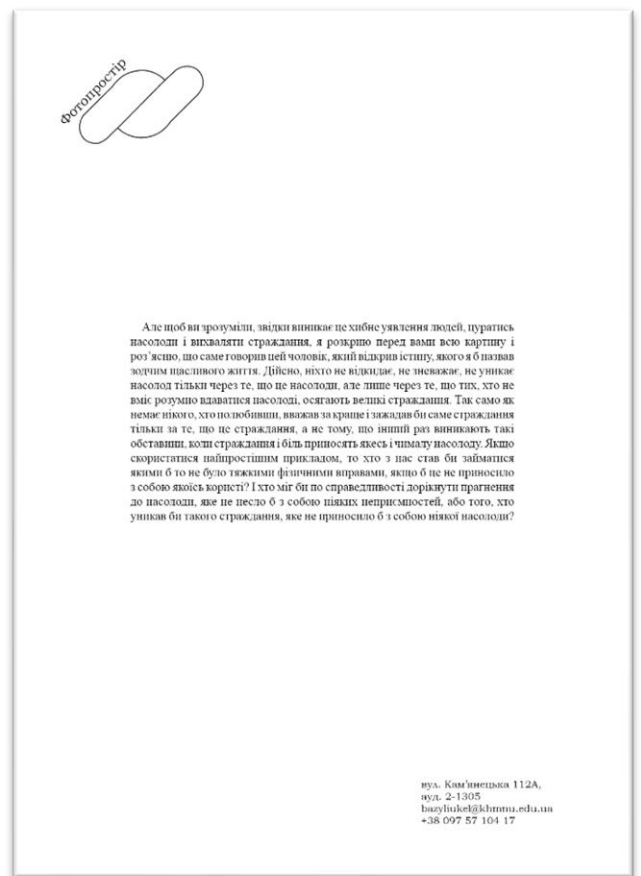 Фотопростір
Але щоб ви зрозуміли, звідки виникає це хибне уявлення людей, цуратись
насолоди і вихваляти страждання, я розкрию перед вами всю картину і
роз’ясню, що саме говорив цей чоловік, який відкрив істину, якого я б назвав
зодчим щасливого життя. Дійсно, ніхто не відкидає, не зневажає, не уникає
насолод тільки через те, що це насолоди, але лише через те, що тих, хто не
вміє розумно вдаватися насолоді, осягають великі страждання. Так само як
немає нікого, хто полюбивши, вважав за краще і зажадав би саме страждання
тільки за те, що це страждання, а не тому, що інший раз виникають такі
обставини, коли страждання і біль приносять якесь і чималу насолоду. Якщо
скористатися найпростішим прикладом, то хто з нас став би займатися
якими б то не було тяжкими фізичними вправами, якщо б це не приносило
з собою якоїсь користі? І хто міг би по справедливості дорікнути прагнення
до насолоди, яке не несло б з собою ніяких неприємностей, або того, хто
уникав би такого страждання, яке не приносило б з собою ніякої насолоди?
вул. Кам'янецька 112А,
ауд. 2-1305
bazyliukel@khmnu.edu.ua
+38 097 57 104 17